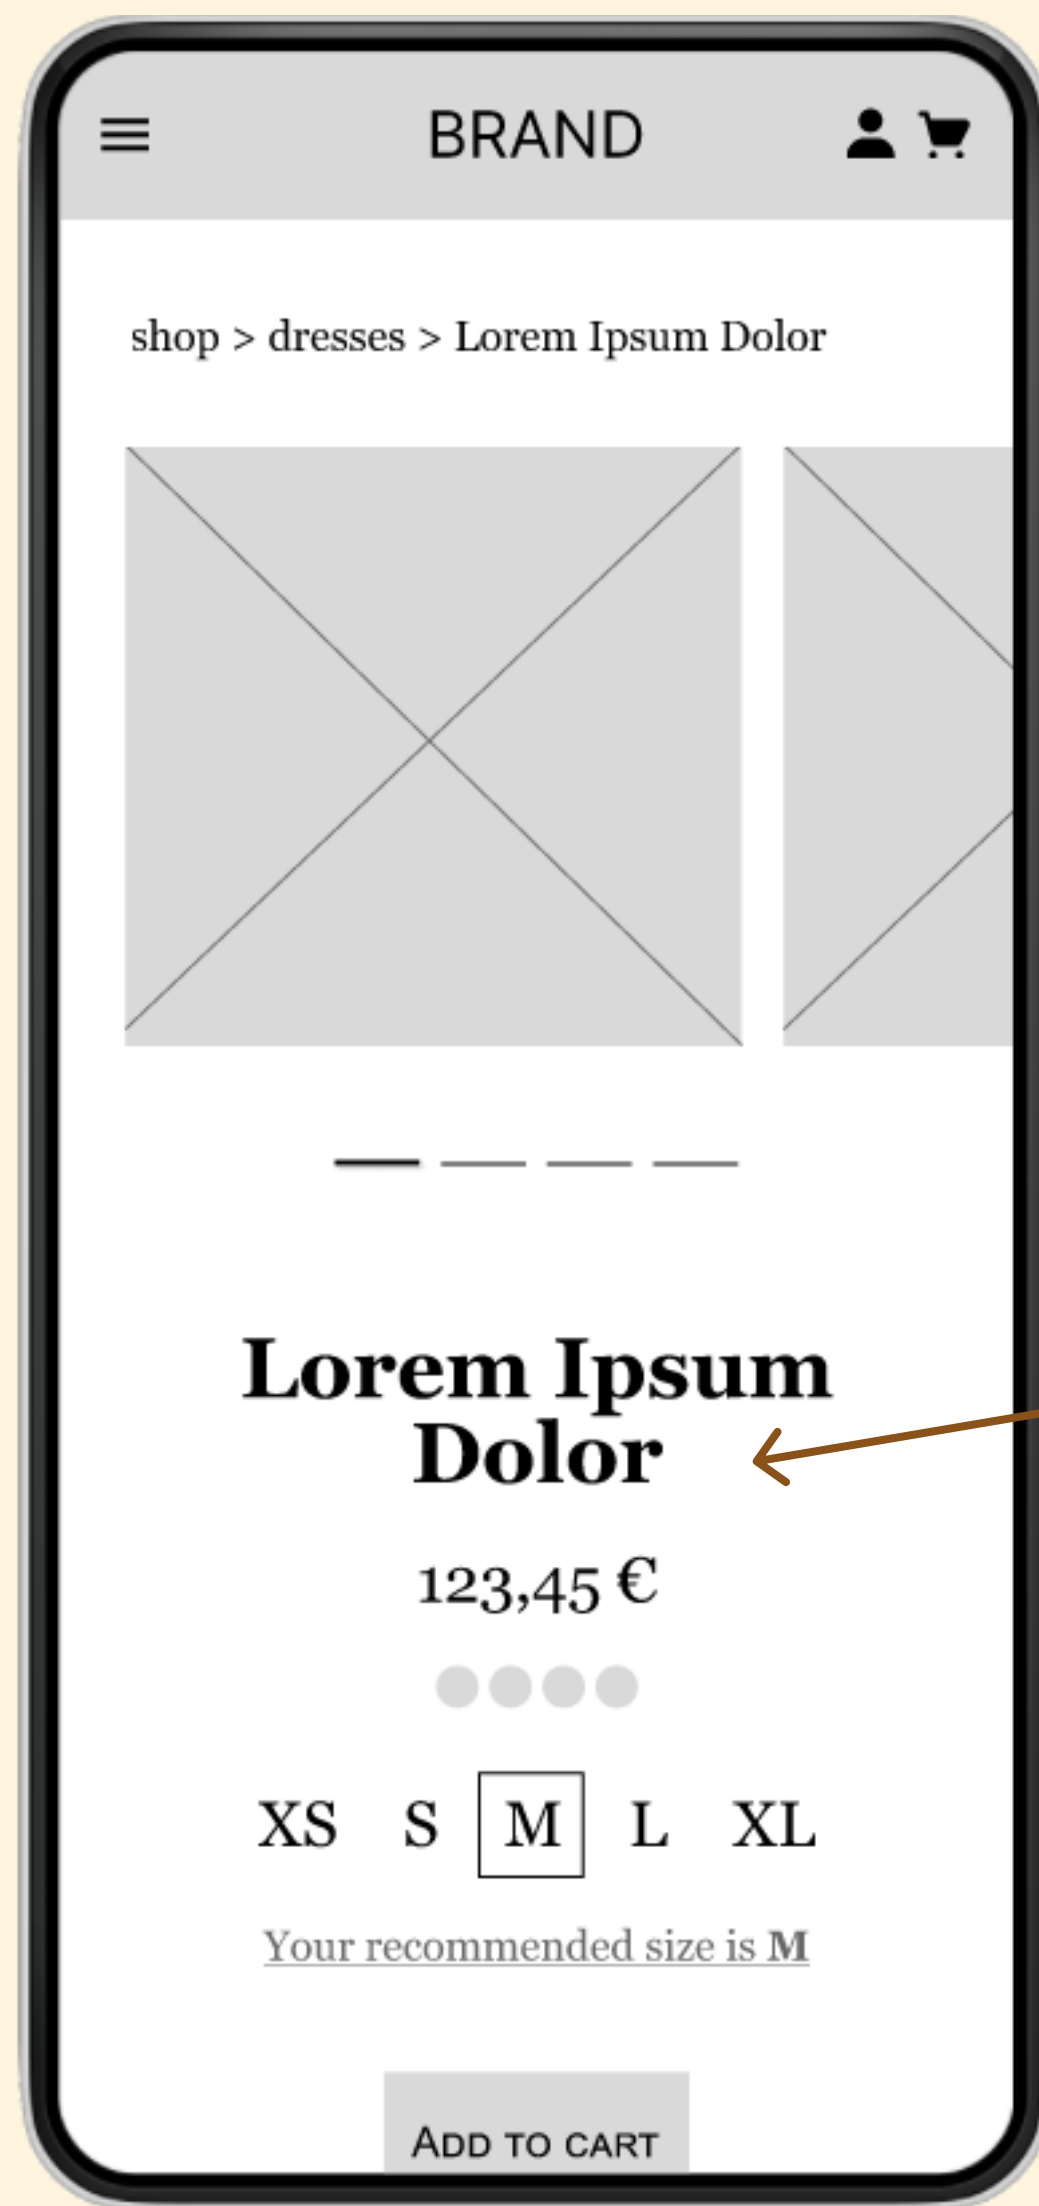 BRAND
shop > dresses > Lorem Ipsum Dolor
Lorem Ipsum
Dolor
123,45 €
XS S M L XL
Your recommended size is M
ADD TO CART